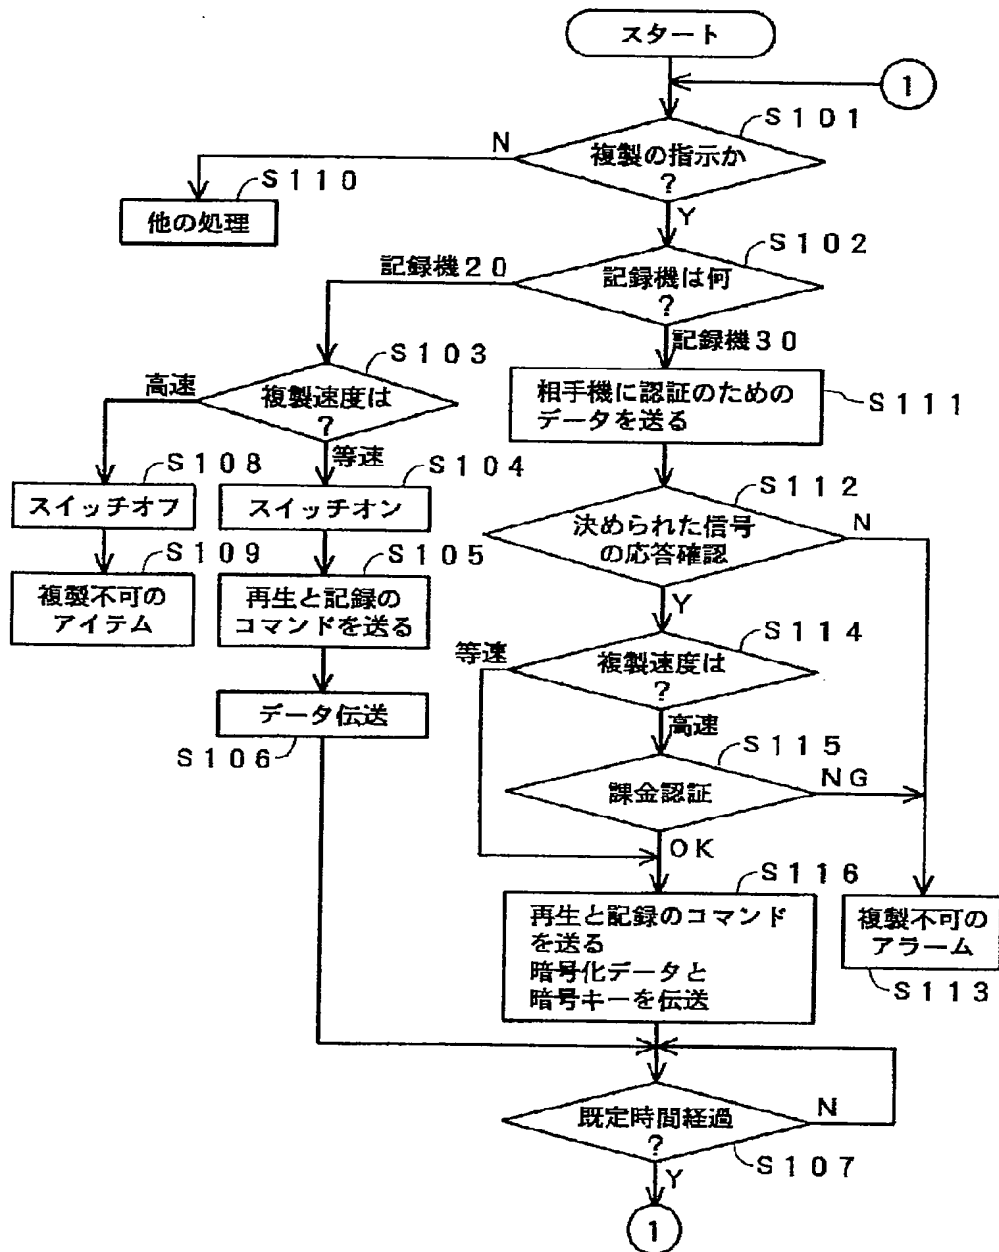 スタート
1
S101
N
複製の指示か
?
S110
Y
他の処理
S102
記録機20
記録機は何
?
記録機30
S103
高速
複製速度は
?
相手機に認証のための
データを送る
S111
等速
S108
S104
S112
スイッチオフ
スイッチオン
決められた信号
の応答確認
N
S109
S105
複製不可の
アイテム
再生と記録の
コマンドを送る
Y
S114
等速
複製速度は
?
データ伝送
高速
S106
S115
課金認証
NG
OK
S116
再生と記録のコマンド
を送る
暗号化データと
暗号キーを伝送
複製不可の
アラーム
S113
既定時間経過
?
N
S107
Y
1